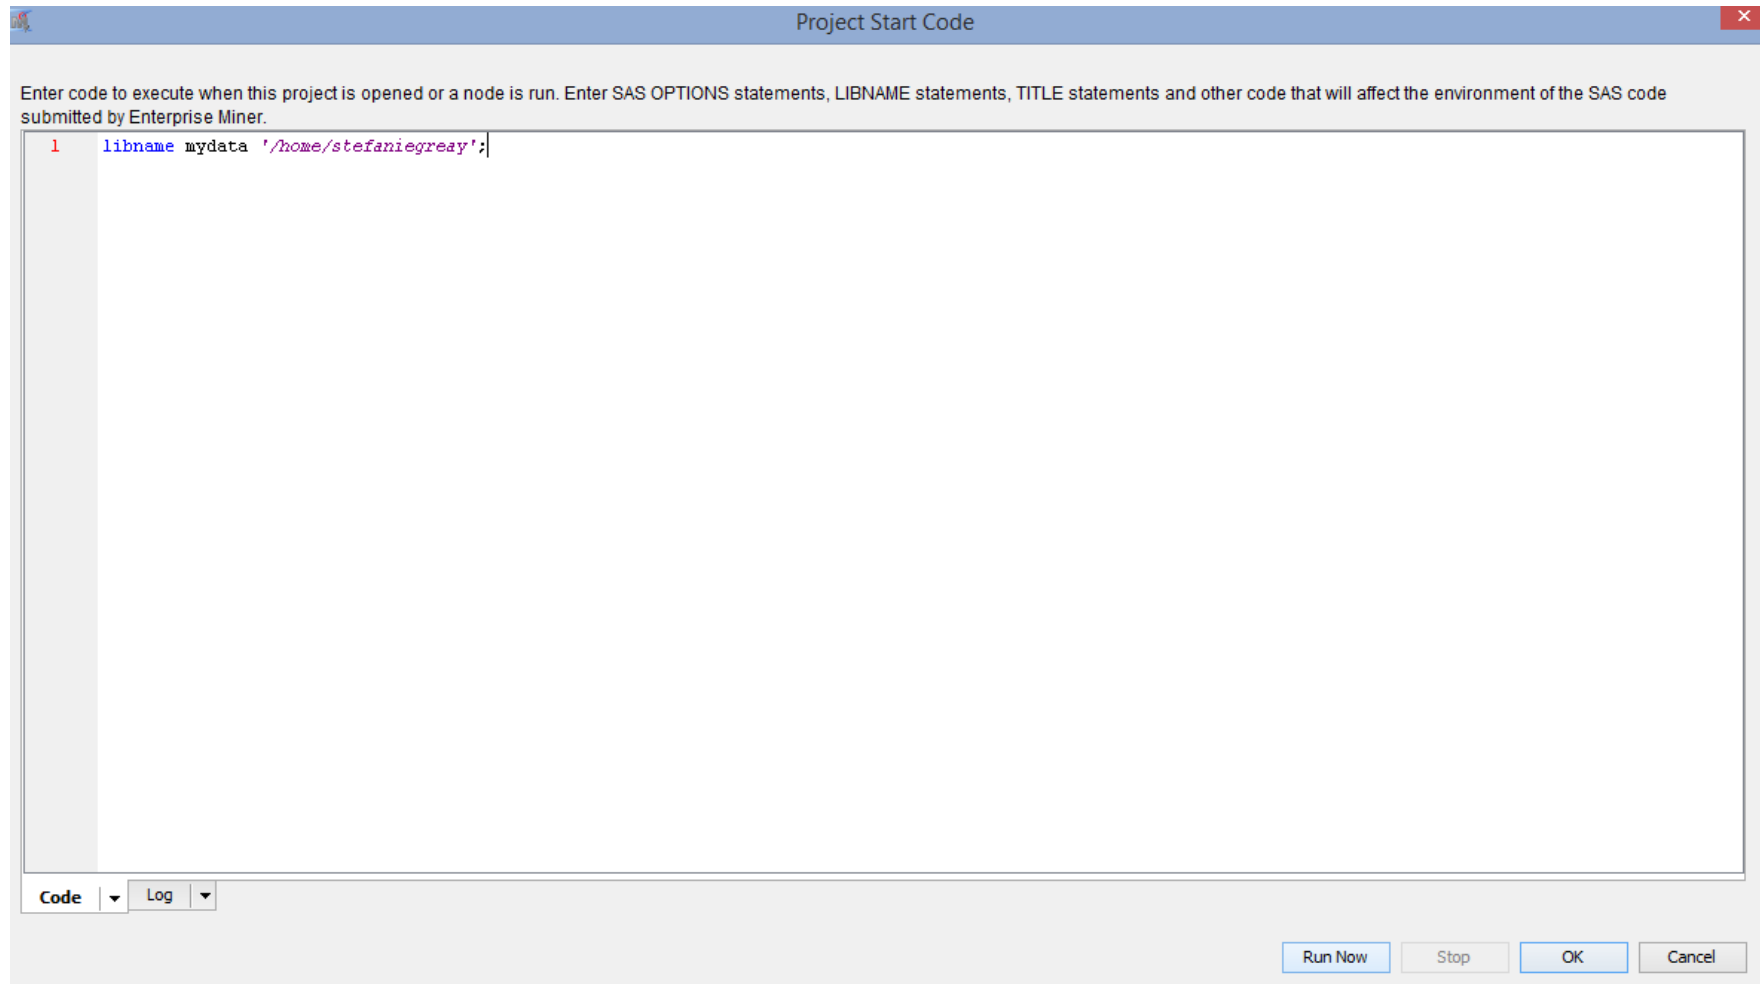 Project Start Code
Enter code to execute when this project is opened or a node is run. Enter SAS OPTIONS statements, LIBNAME statements, TITLE statements and other code that will affect the environment of the SAS code
submitted by Enterprise Miner.
1 libname mydata '/home/stefaniegreay';
Code Log
Run Now Stop OK Cancel